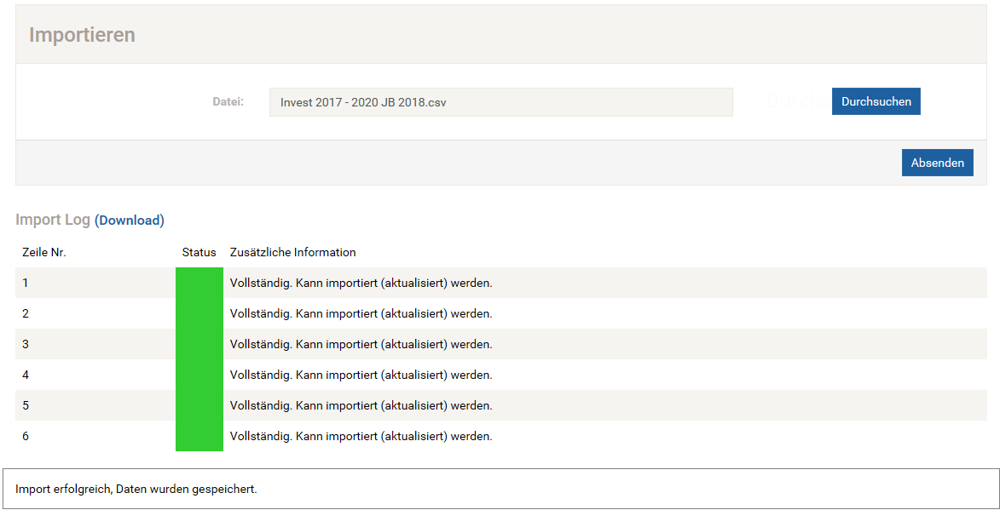 Importieren
Datei: Invest 2017 - 2020 JB 2018.csv Durchsuchen
Absenden
Import Log (Download)
Zeile Nr. Status Zusätzliche Information
1 Vollständig. Kann importiert (aktualisiert) werden.
2 Vollständig. Kann importiert (aktualisiert) werden.
3 Vollständig. Kann importiert (aktualisiert) werden.
4 Vollständig. Kann importiert (aktualisiert) werden.
5 Vollständig. Kann importiert (aktualisiert) werden.
6 Vollständig. Kann importiert (aktualisiert) werden.
Import erfolgreich, Daten wurden gespeichert.